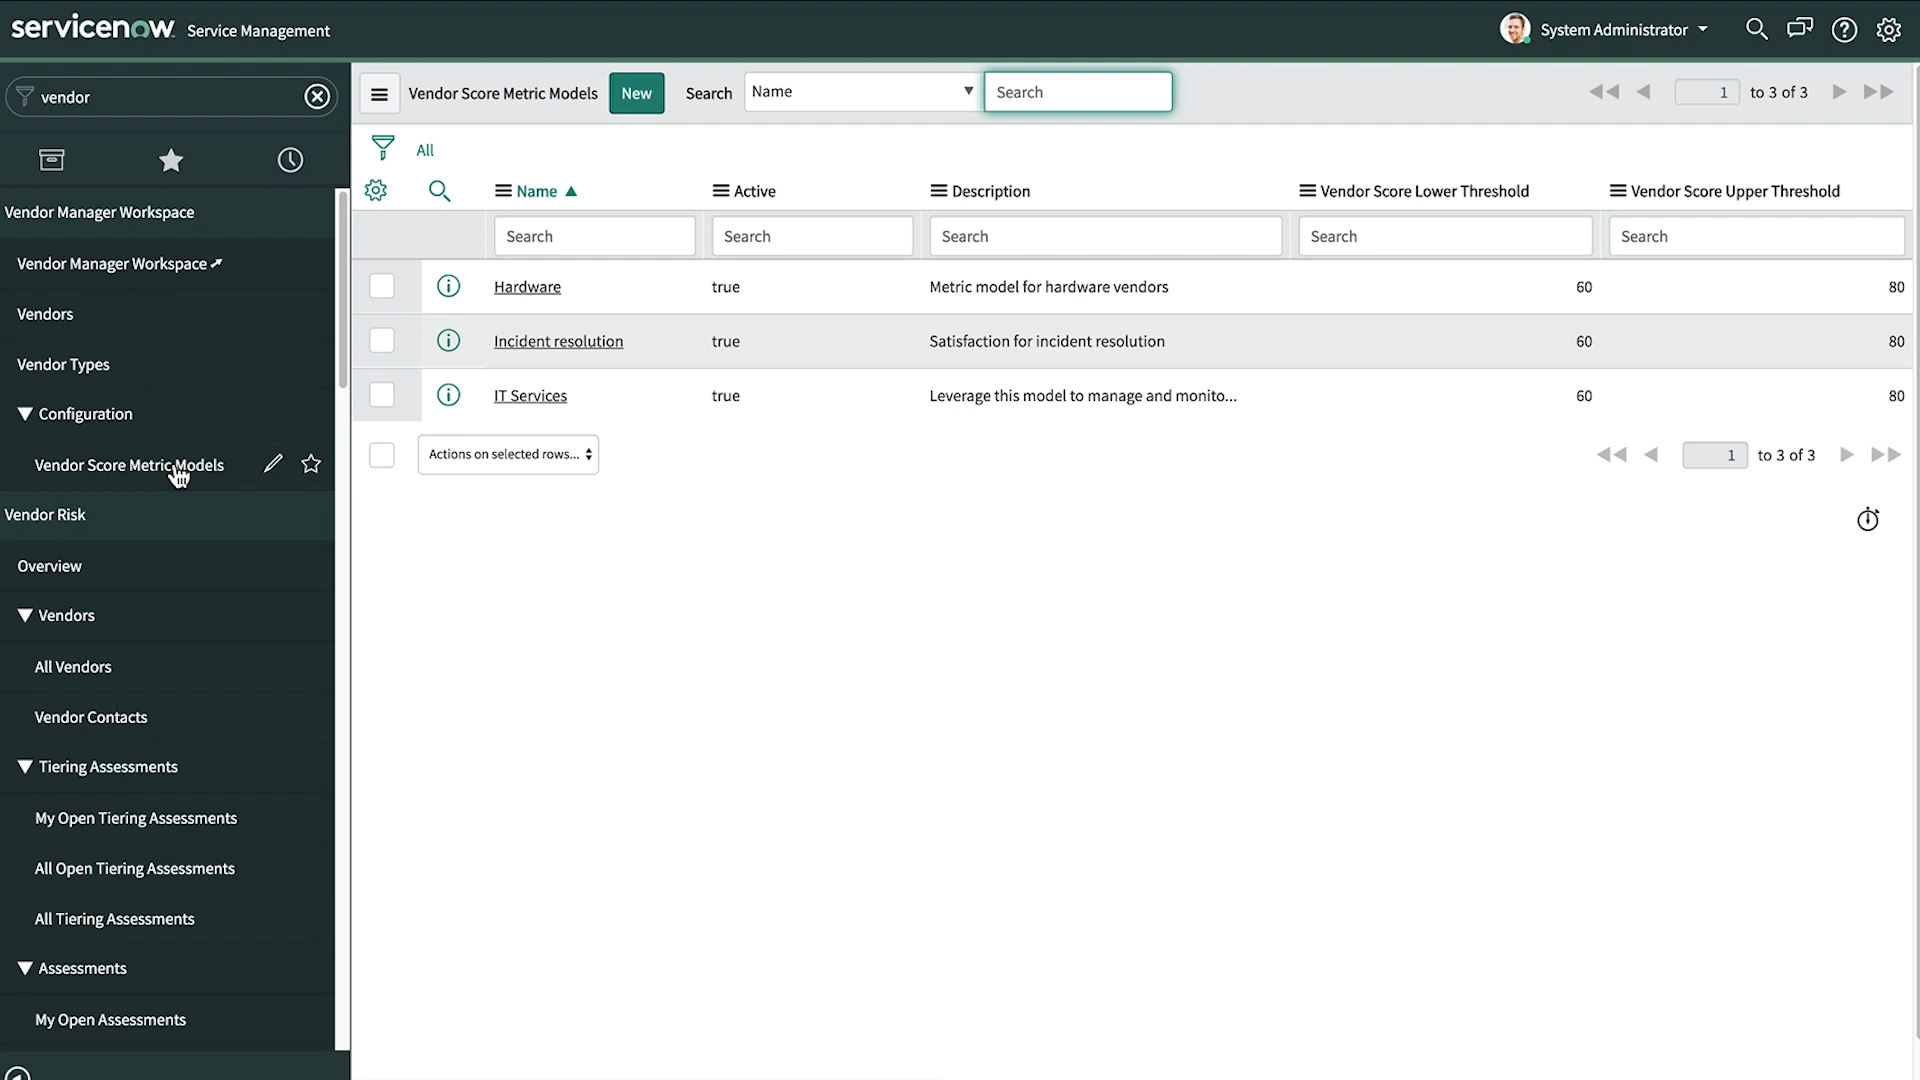 servicenow Service Management
System Administrator
vendor
Vendor Manager Workspace
Vendor Manager Workspace
Vendors
Vendor Types
Configuration
Vendor Score Metric Models
Vendor Risk
Overview
Vendors
All Vendors
Vendor Contacts
Tiering Assessments
My Open Tiering Assessments
All Open Tiering Assessments
All Tiering Assessments
Assessments
My Open Assessments
Vendor Score Metric Models New Search Name Search 1 to 3 of 3
All
Name Active Description Vendor Score Lower Threshold Vendor Score Upper Threshold
Search Search Search Search Search
Hardware true Metric model for hardware vendors 60 80
Incident resolution true Satisfaction for incident resolution 60 80
IT Services true Leverage this model to manage and monito... 60 80
Actions on selected rows... 1 to 3 of 3